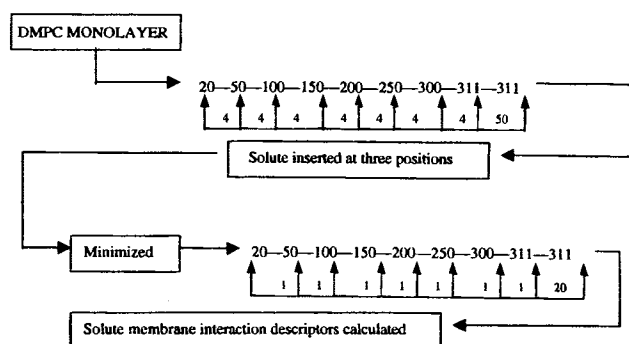 DMPC MONOLAYER
20—50—100—150—200—250—300—311—311
4 4 4 4 4 4 4 50
Solute inserted at three positions
Minimized
20—50—100—150—200—250—300—311—311
1 1 1 1 1 1 1 20
Solute membrane interaction descriptors calculated